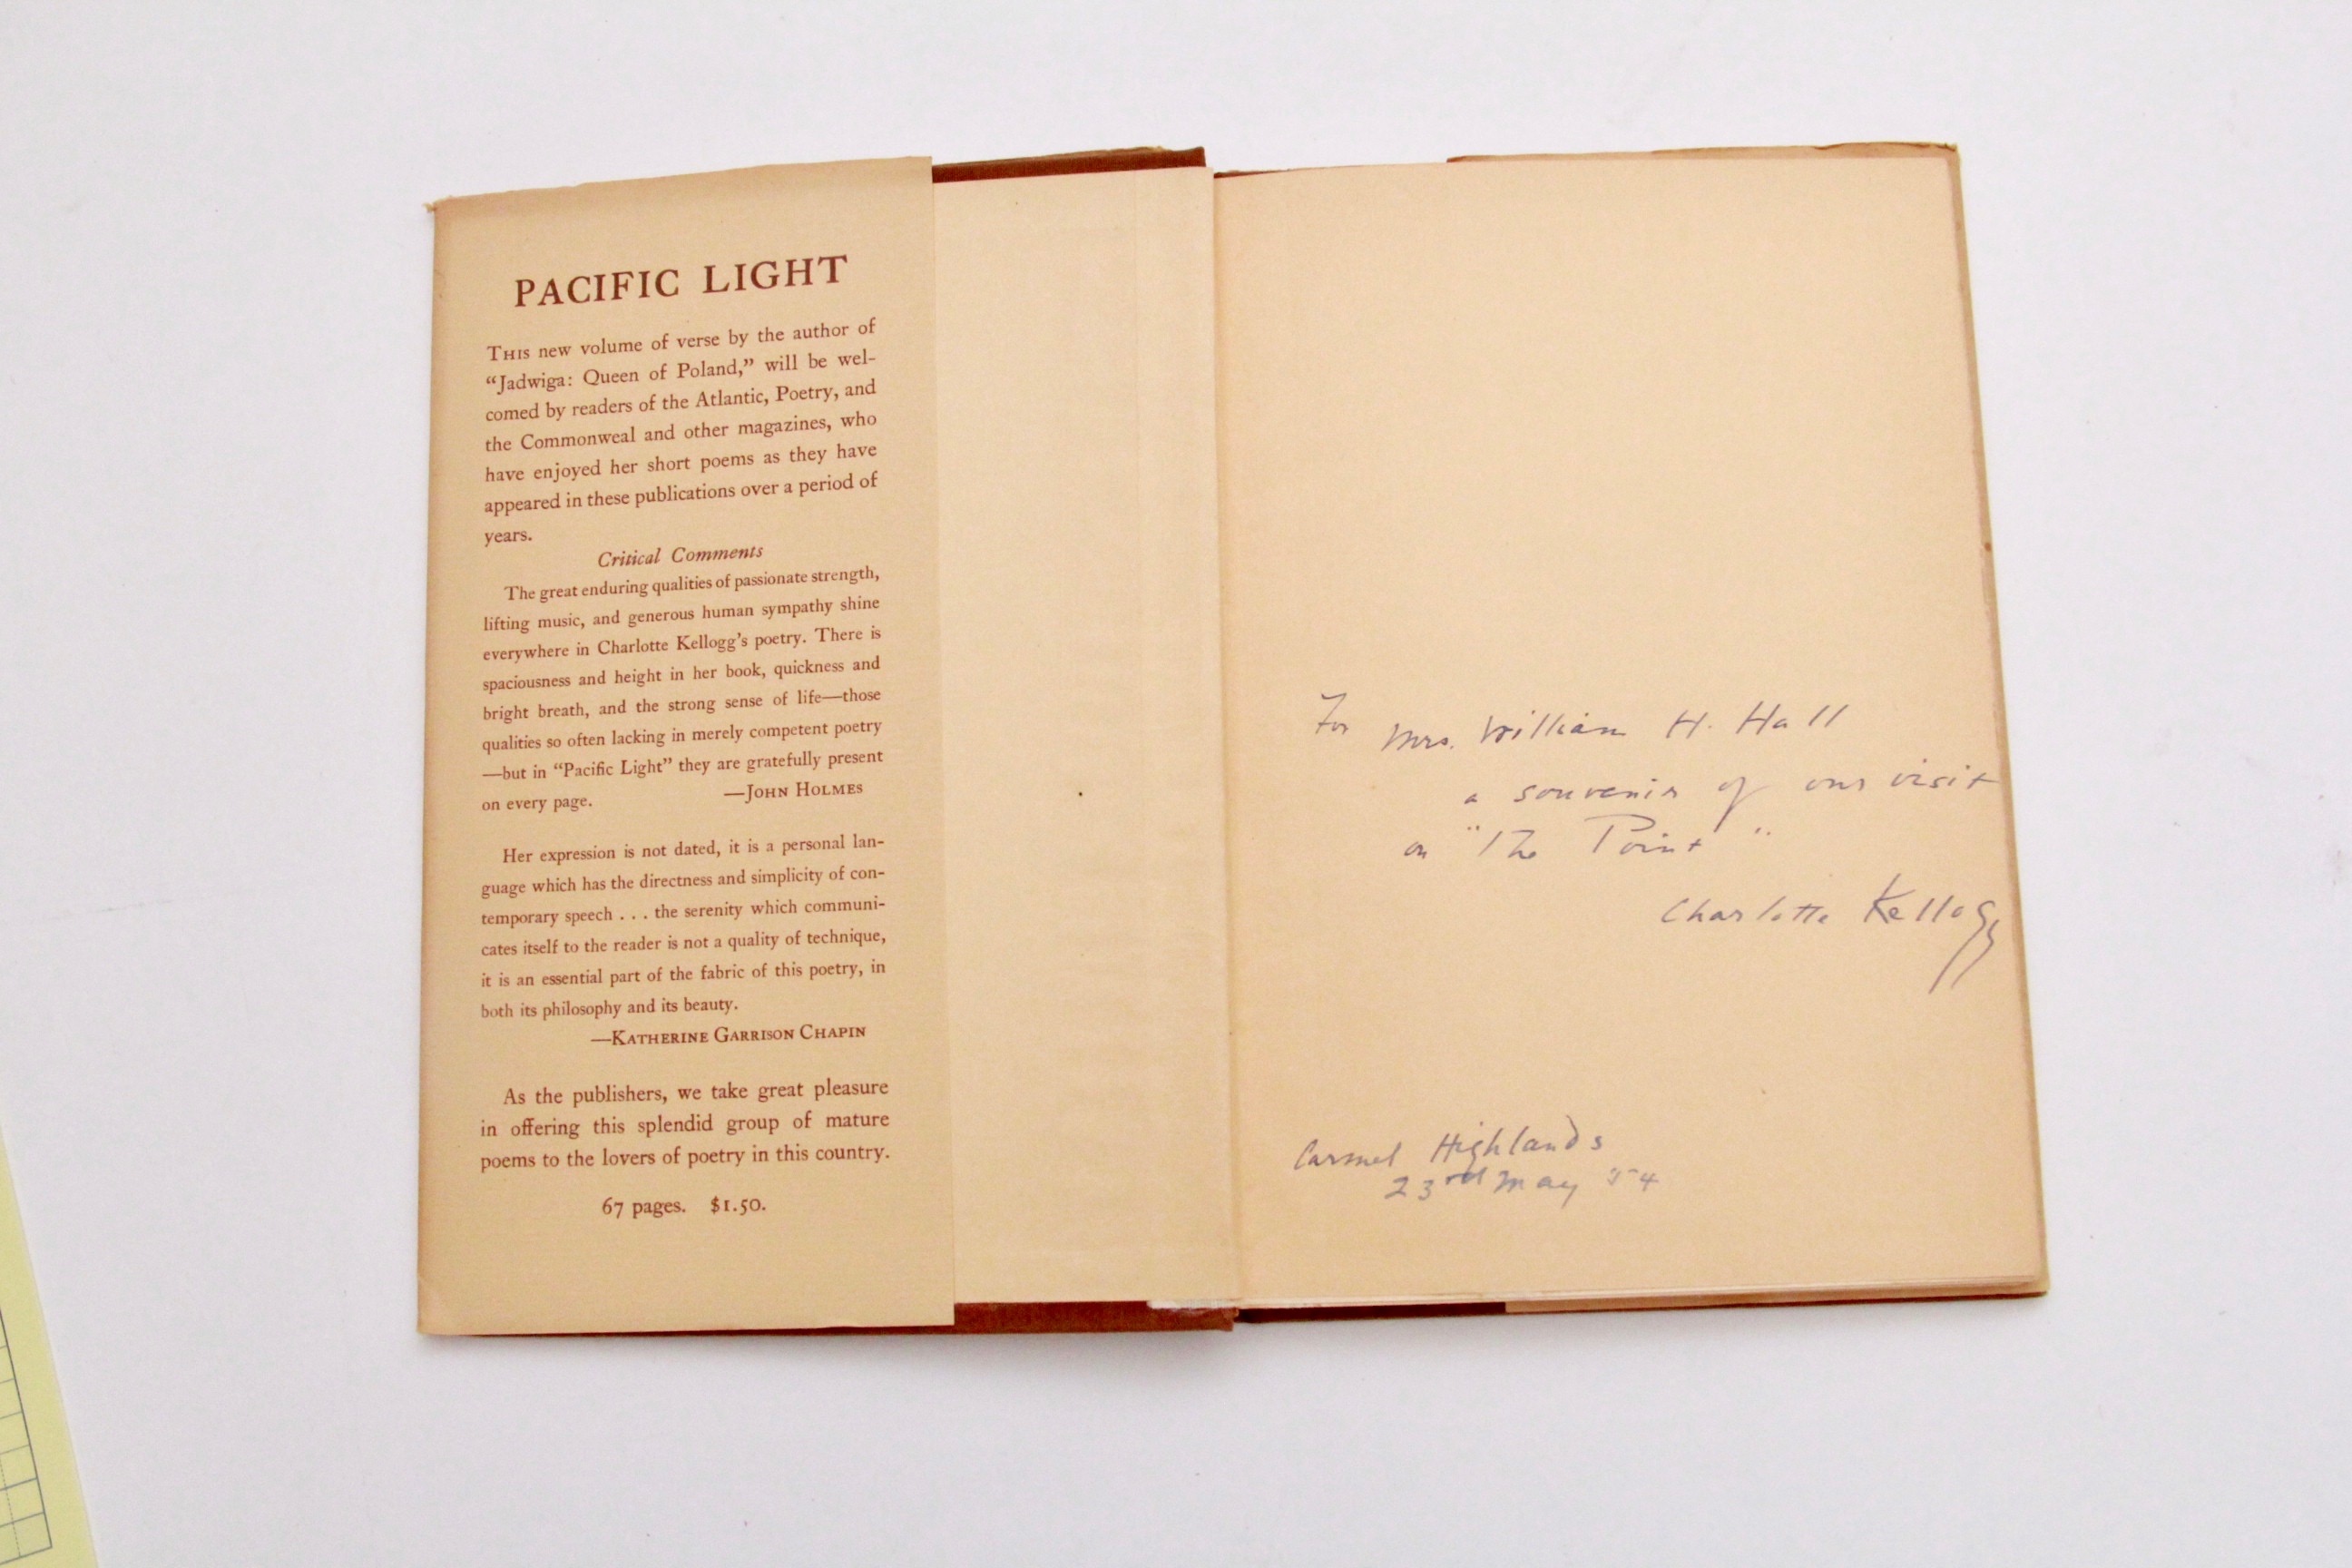 PACIFIC LIGHT
THIS new volume of verse by the author of
“Jadwiga: Queen of Poland,” will be wel-
comed by readers of the Atlantic, Poetry, and
the Commonweal and other magazines, who
have enjoyed her short poems as they have
appeared in these publications over a period of
years.
Critical Comments
The great enduring qualities of passionate strength,
lifting music, and generous human sympathy shine
everywhere in Charlotte Kellogg’s poetry. There is
spaciousness and height in her book, quickness and
bright breath, and the strong sense of life—those
qualities so often lacking in merely competent poetry
—but in “Pacific Light” they are gratefully present
on every page. —JOHN HOLMES
Her expression is not dated, it is a personal lan-
guage which has the directness and simplicity of con-
temporary speech . . . the serenity which communi-
cates itself to the reader is not a quality of technique,
it is an essential part of the fabric of this poetry, in
both its philosophy and its beauty.
—KATHERINE GARRISON CHAPIN
As the publishers, we take great pleasure
in offering this splendid group of mature
poems to the lovers of poetry in this country.
67 pages. $1.50.
For Mrs. William H. Hall
a souvenir of our visit
on "The Point"
Charlotte Kellogg
Carmel Highlands
23rd May '54